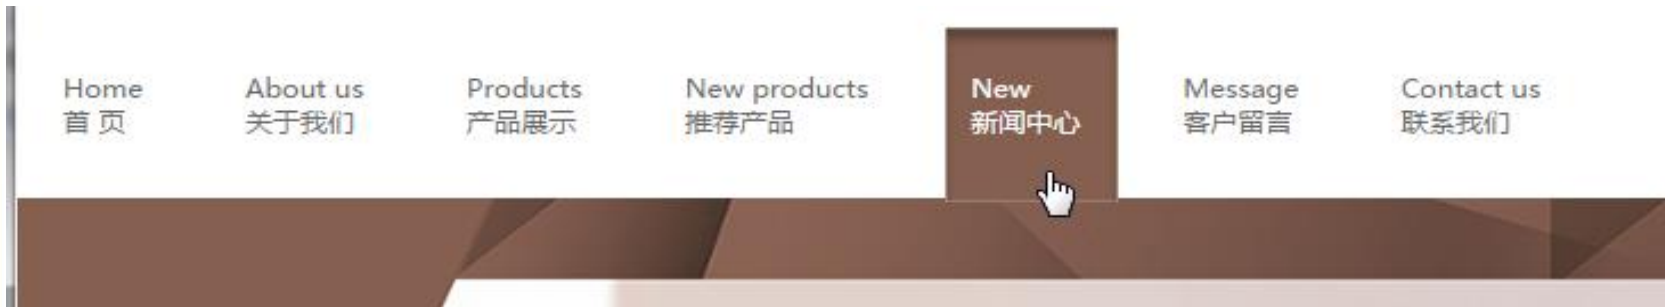 Home
首 页
About us
关于我们
Products
产品展示
New products
推荐产品
New
新闻中心
Message
客户留言
Contact us
联系我们